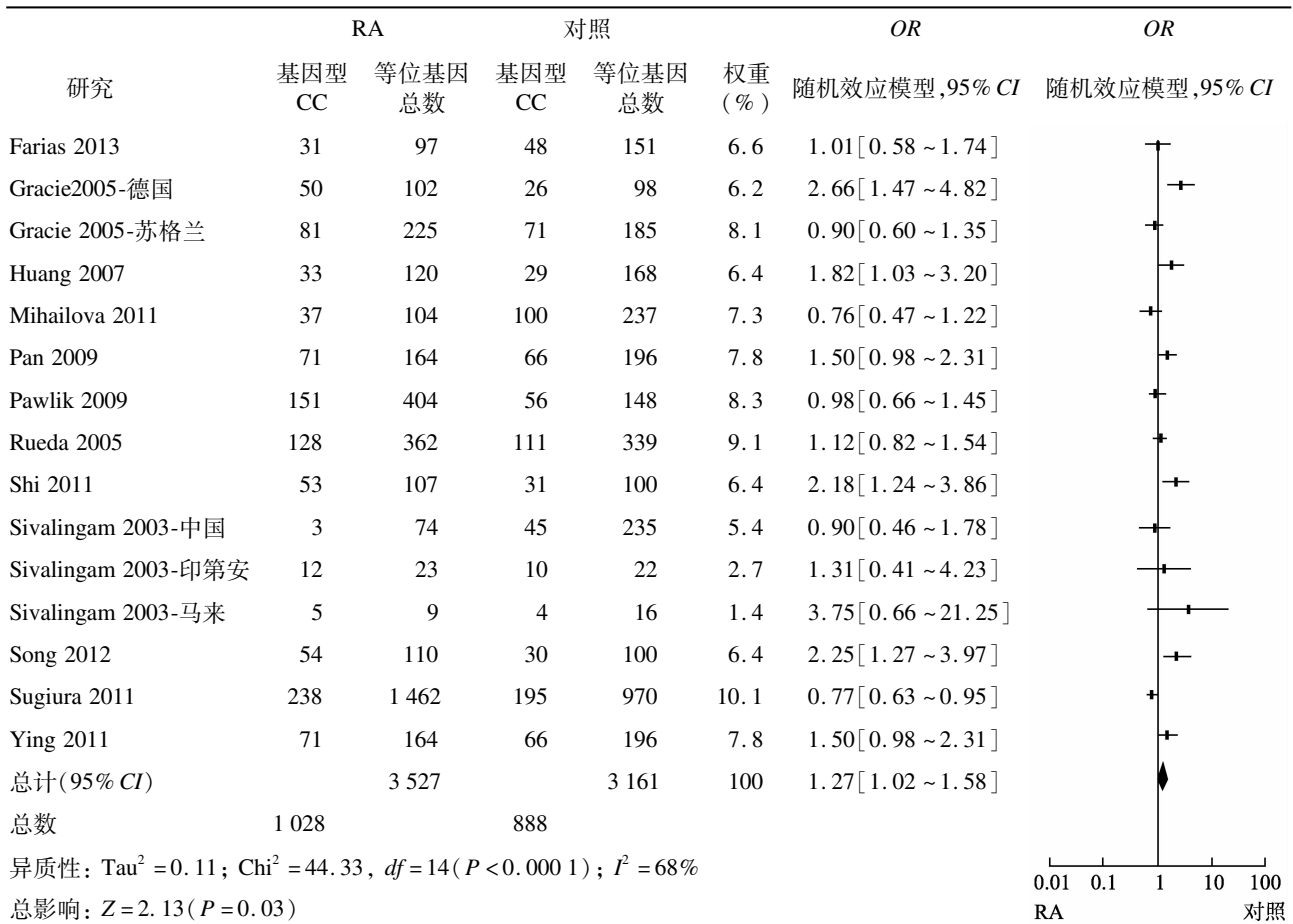 RA 对照 OR OR
研究 基因型 CC 等位基因 总数 基因型 CC 等位基因 总数 权重 (%) 随机效应模型,95% CI 随机效应模型,95% CI
Farias 2013 31 97 48 151 6.6 1.01[0.58~1.74]
Gracie2005-德国 50 102 26 98 6.2 2.66[1.47~4.82]
Gracie 2005-苏格兰 81 225 71 185 8.1 0.90[0.60~1.35]
Huang 2007 33 120 29 168 6.4 1.82[1.03~3.20]
Mihailova 2011 37 104 100 237 7.3 0.76[0.47~1.22]
Pan 2009 71 164 66 196 7.8 1.50[0.98~2.31]
Pawlik 2009 151 404 56 148 8.3 0.98[0.66~1.45]
Rueda 2005 128 362 111 339 9.1 1.12[0.82~1.54]
Shi 2011 53 107 31 100 6.4 2.18[1.24~3.86]
Sivalingam 2003-中国 3 74 45 235 5.4 0.90[0.46~1.78]
Sivalingam 2003-印第安 12 23 10 22 2.7 1.31[0.41~4.23]
Sivalingam 2003-马来 5 9 4 16 1.4 3.75[0.66~21.25]
Song 2012 54 110 30 100 6.4 2.25[1.27~3.97]
Sugiura 2011 238 1 462 195 970 10.1 0.77[0.63~0.95]
Ying 2011 71 164 66 196 7.8 1.50[0.98~2.31]
总计(95% CI) 3 527 3 161 100 1.27[1.02~1.58]
总数 1 028 888
异质性: Tau² =0.11; Chi² =44.33, df=14(P<0.000 1); I² =68%
总影响: Z=2.13(P=0.03)
0.01 0.1 1 10 100
RA 对照